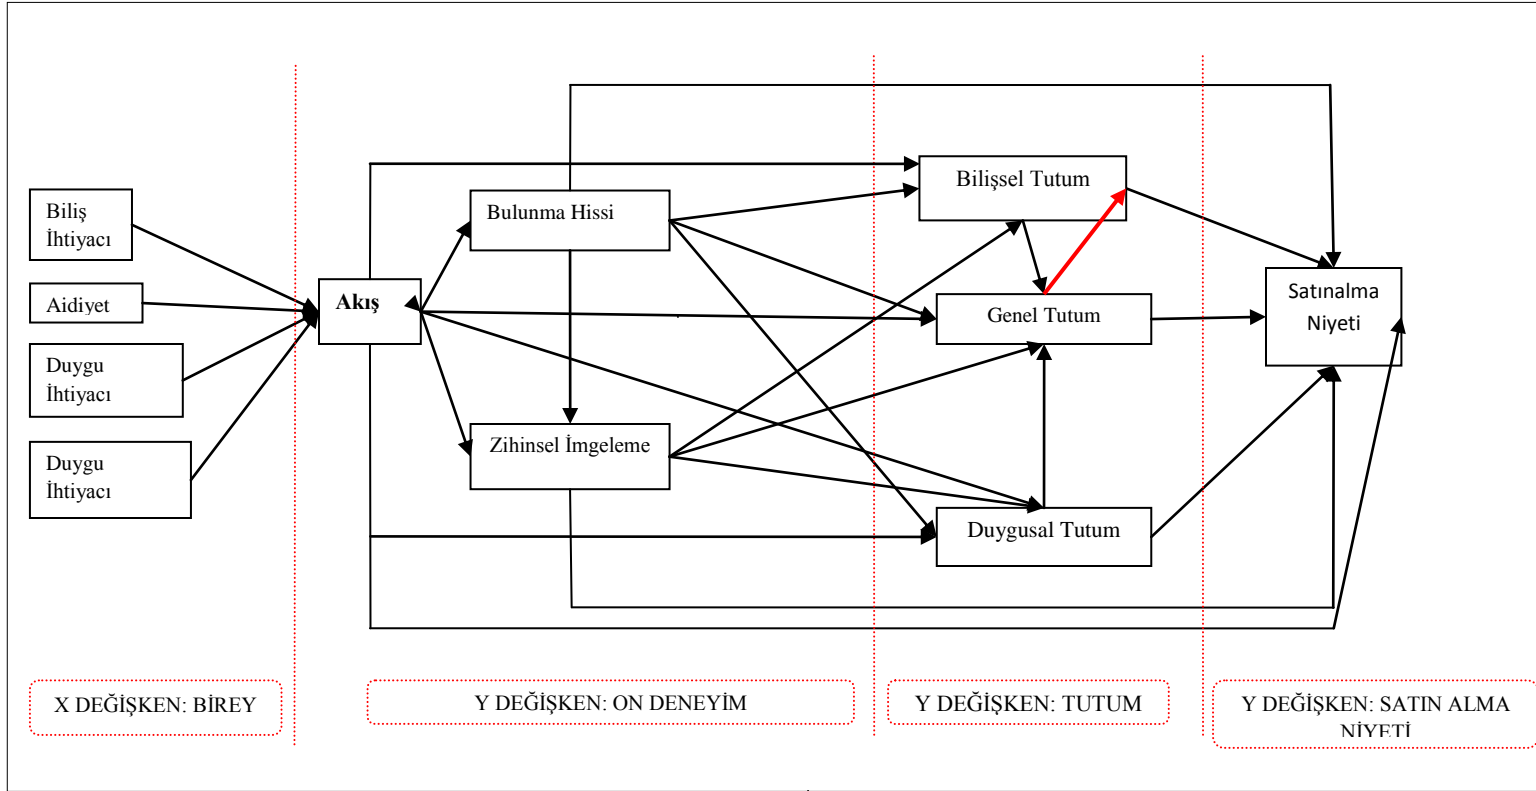 Biliş
İhtiyacı
Aidiyet
Duygu
İhtiyacı
Duygu
İhtiyacı
Akış
Bulunma Hissi
Zihinsel İmgeleme
Bilişsel Tutum
Genel Tutum
Duygusal Tutum
Satınalma
Niyeti
X DEĞİŞKEN: BİREY
Y DEĞİŞKEN: ON DENEYİM
Y DEĞİŞKEN: TUTUM
Y DEĞİŞKEN: SATIN ALMA
NİYETİ